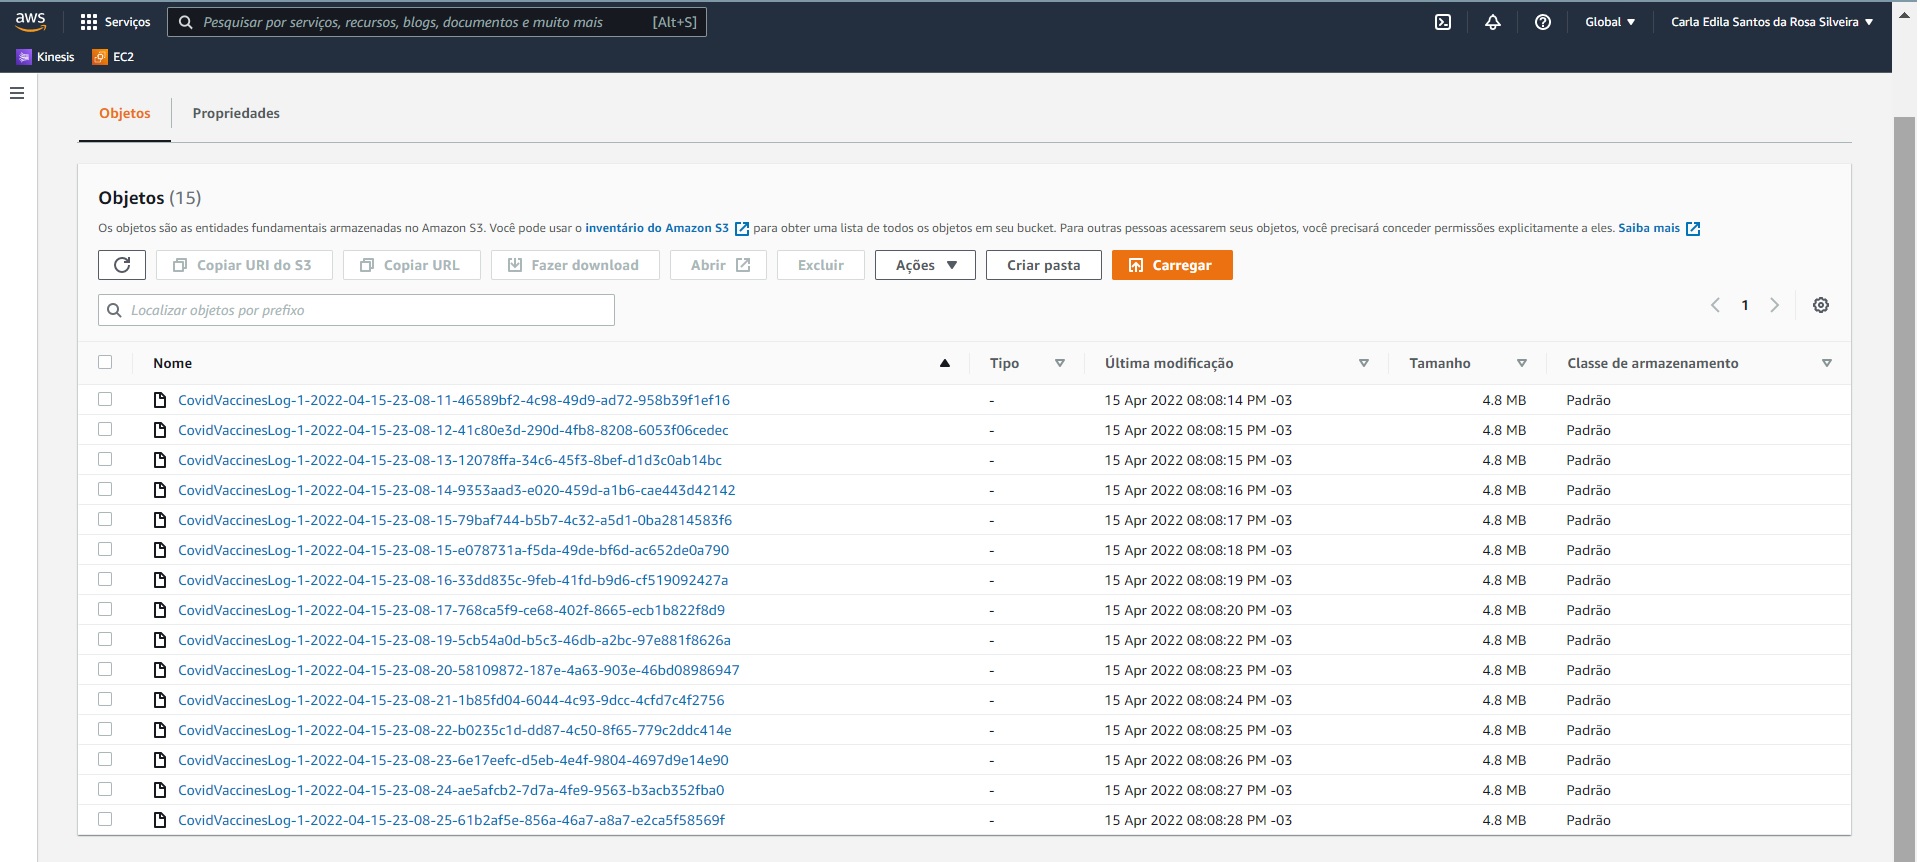 aws Serviços Pesquisar por serviços, recursos, blogs, documentos e muito mais [Alt+S] Global Carla Edila Santos da Rosa Silveira
Kinesis EC2
Objetos Propriedades
Objetos (15)
Os objetos são as entidades fundamentais armazenadas no Amazon S3. Você pode usar o inventário do Amazon S3 para obter uma lista de todos os objetos em seu bucket. Para outras pessoas acessarem seus objetos, você precisará conceder permissões explicitamente a eles. Saiba mais
Copiar URI do S3 Copiar URL Fazer download Abrir Excluir Ações Criar pasta Carregar
Localizar objetos por prefixo 1
Nome Tipo Última modificação Tamanho Classe de armazenamento
CovidVaccinesLog-1-2022-04-15-23-08-11-46589bf2-4c98-49d9-ad72-958b39f1ef16 - 15 Apr 2022 08:08:14 PM -03 4.8 MB Padrão
CovidVaccinesLog-1-2022-04-15-23-08-12-41c80e3d-290d-4fb8-8208-6053f06cedec - 15 Apr 2022 08:08:15 PM -03 4.8 MB Padrão
CovidVaccinesLog-1-2022-04-15-23-08-13-12078ffa-34c6-45f3-8bef-d1d3c0ab14bc - 15 Apr 2022 08:08:15 PM -03 4.8 MB Padrão
CovidVaccinesLog-1-2022-04-15-23-08-14-9353aad3-e020-459d-a1b6-cae443d42142 - 15 Apr 2022 08:08:16 PM -03 4.8 MB Padrão
CovidVaccinesLog-1-2022-04-15-23-08-15-79baf744-b5b7-4c32-a5d1-0ba2814583f6 - 15 Apr 2022 08:08:17 PM -03 4.8 MB Padrão
CovidVaccinesLog-1-2022-04-15-23-08-15-e078731a-f5da-49de-bf6d-ac652de0a790 - 15 Apr 2022 08:08:18 PM -03 4.8 MB Padrão
CovidVaccinesLog-1-2022-04-15-23-08-16-33dd835c-9feb-41fd-b9d6-cf519092427a - 15 Apr 2022 08:08:19 PM -03 4.8 MB Padrão
CovidVaccinesLog-1-2022-04-15-23-08-17-768ca5f9-ce68-402f-8665-ecb1b822f8d9 - 15 Apr 2022 08:08:20 PM -03 4.8 MB Padrão
CovidVaccinesLog-1-2022-04-15-23-08-19-5cb54a0d-b5c3-46db-a2bc-97e881f8626a - 15 Apr 2022 08:08:22 PM -03 4.8 MB Padrão
CovidVaccinesLog-1-2022-04-15-23-08-20-58109872-187e-4a63-903e-46bd08986947 - 15 Apr 2022 08:08:23 PM -03 4.8 MB Padrão
CovidVaccinesLog-1-2022-04-15-23-08-21-1b85fd04-6044-4c93-9dcc-4cfd7c4f2756 - 15 Apr 2022 08:08:24 PM -03 4.8 MB Padrão
CovidVaccinesLog-1-2022-04-15-23-08-22-b0235c1d-dd87-4c50-8f65-779c2ddc414e - 15 Apr 2022 08:08:25 PM -03 4.8 MB Padrão
CovidVaccinesLog-1-2022-04-15-23-08-23-6e17eefc-d5eb-4e4f-9804-4697d9e14e90 - 15 Apr 2022 08:08:26 PM -03 4.8 MB Padrão
CovidVaccinesLog-1-2022-04-15-23-08-24-ae5afcb2-7d7a-4fe9-9563-b3acb352fba0 - 15 Apr 2022 08:08:27 PM -03 4.8 MB Padrão
CovidVaccinesLog-1-2022-04-15-23-08-25-61b2af5e-856a-46a7-a8a7-e2ca5f58569f - 15 Apr 2022 08:08:28 PM -03 4.8 MB Padrão